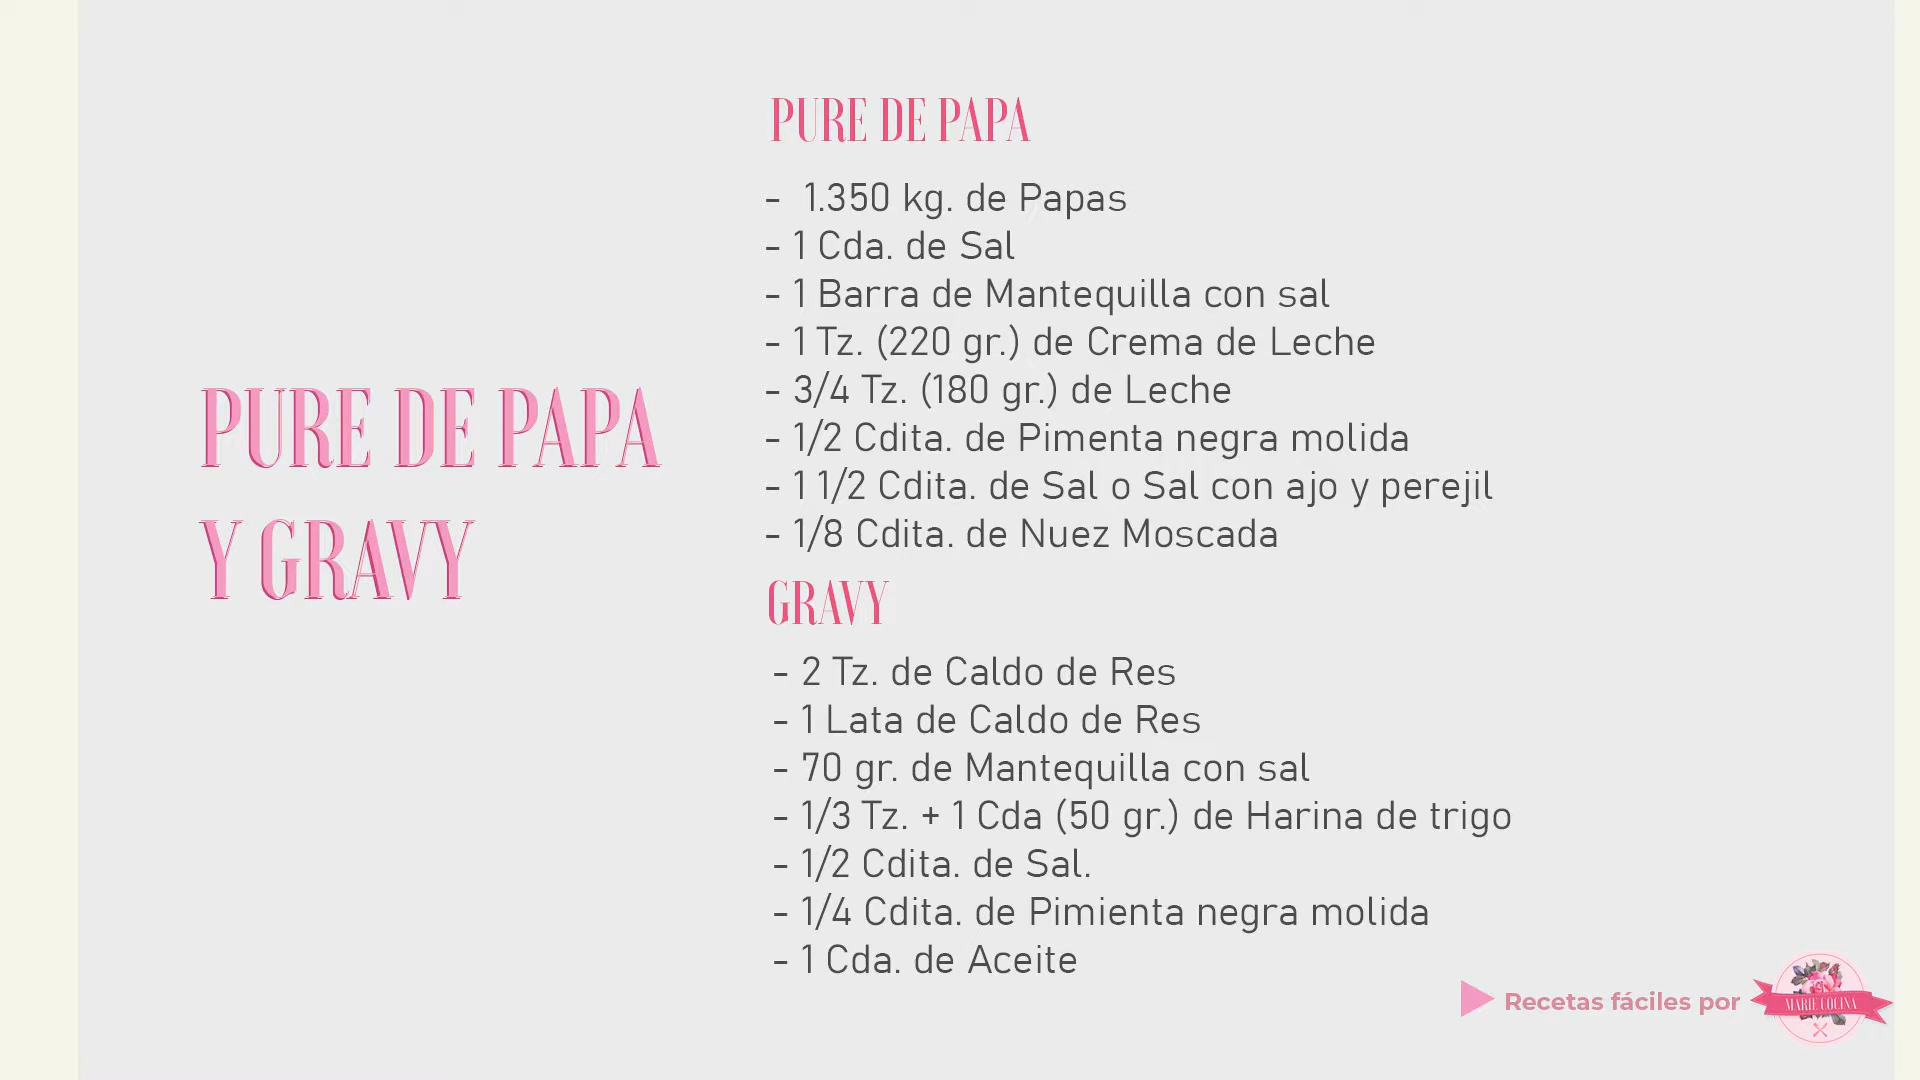 PURE DE PAPA
Y GRAVY
PURE DE PAPA
- 1.350 kg. de Papas
- 1 Cda. de Sal
- 1 Barra de Mantequilla con sal
- 1 Tz. (220 gr.) de Crema de Leche
- 3/4 Tz. (180 gr.) de Leche
- 1/2 Cdita. de Pimenta negra molida
- 1 1/2 Cdita. de Sal o Sal con ajo y perejil
- 1/8 Cdita. de Nuez Moscada
GRAVY
- 2 Tz. de Caldo de Res
- 1 Lata de Caldo de Res
- 70 gr. de Mantequilla con sal
- 1/3 Tz. + 1 Cda (50 gr.) de Harina de trigo
- 1/2 Cdita. de Sal.
- 1/4 Cdita. de Pimienta negra molida
- 1 Cda. de Aceite
Recetas fáciles por
MARIE COCINA